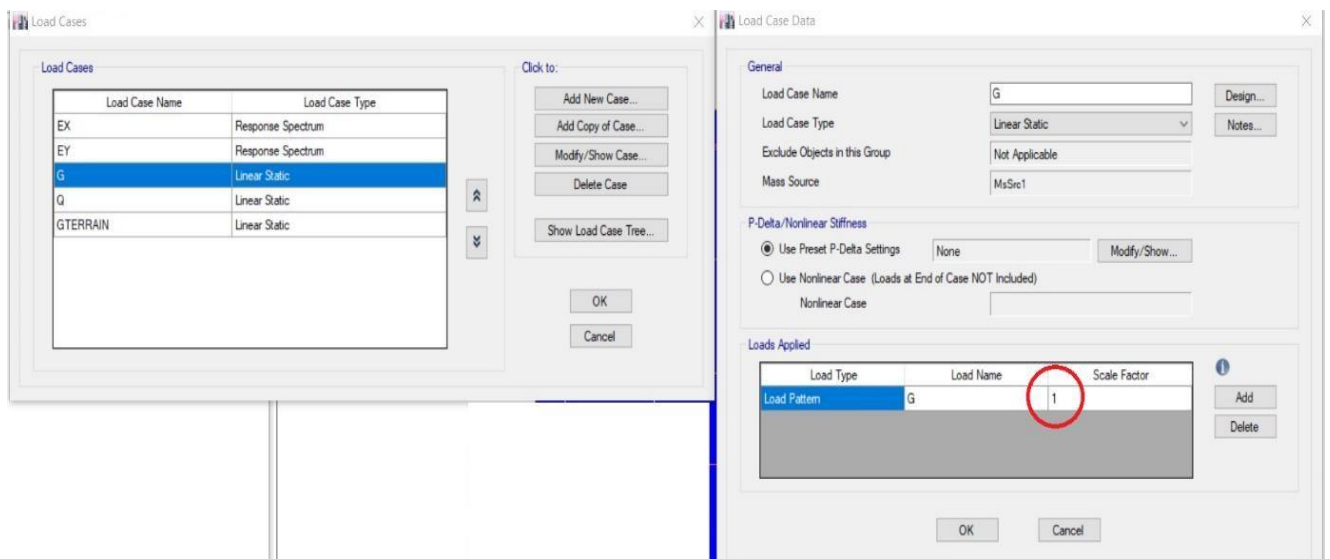 Load Cases
Load Cases
Click to:
Load Case Name Load Case Type
EX Response Spectrum
EY Response Spectrum
G Linear Static
Q Linear Static
GTERRAIN Linear Static
Add New Case...
Add Copy of Case...
Modify/Show Case...
Delete Case
Show Load Case Tree...
OK
Cancel
Load Case Data
General
Load Case Name G Design...
Load Case Type Linear Static Notes...
Exclude Objects in this Group Not Applicable
Mass Source MsSrc1
P-Delta/Nonlinear Stiffness
Use Preset P-Delta Settings None Modify/Show...
Use Nonlinear Case (Loads at End of Case NOT Included)
Nonlinear Case
Loads Applied
Load Type Load Name Scale Factor
Load Pattern G 1
Add
Delete
OK Cancel